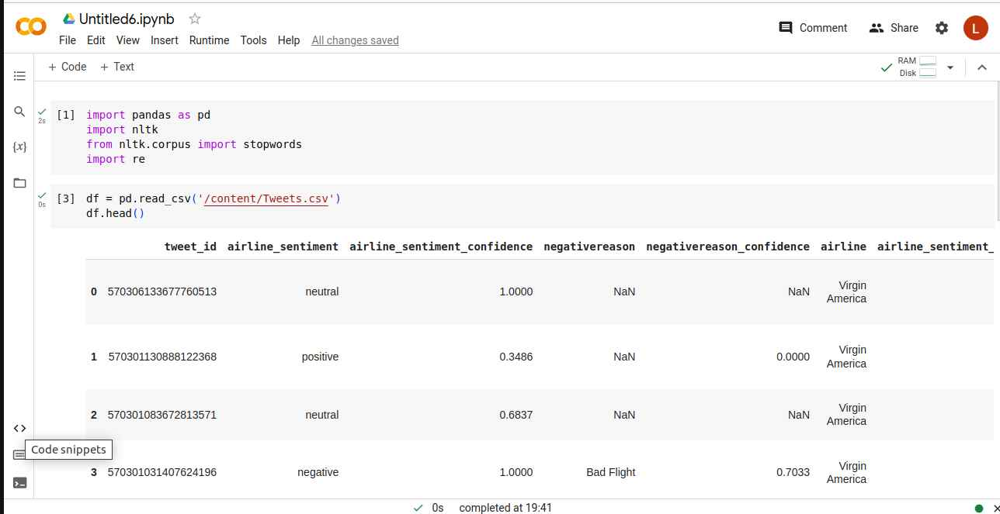 Untitled6.ipynb
File Edit View Insert Runtime Tools Help All changes saved
Comment Share L
+ Code + Text
RAM
Disk
2s
[1] import pandas as pd
import nltk
from nltk.corpus import stopwords
import re
{x}
0s
[3] df = pd.read_csv('/content/Tweets.csv')
df.head()
tweet_id airline_sentiment airline_sentiment_confidence negativereason negativereason_confidence airline airline_sentiment_
0 570306133677760513 neutral 1.0000 NaN NaN Virgin America
1 570301130888122368 positive 0.3486 NaN 0.0000 Virgin America
2 570301083672813571 neutral 0.6837 NaN NaN Virgin America
3 570301031407624196 negative 1.0000 Bad Flight 0.7033 Virgin America
Code snippets
0s completed at 19:41